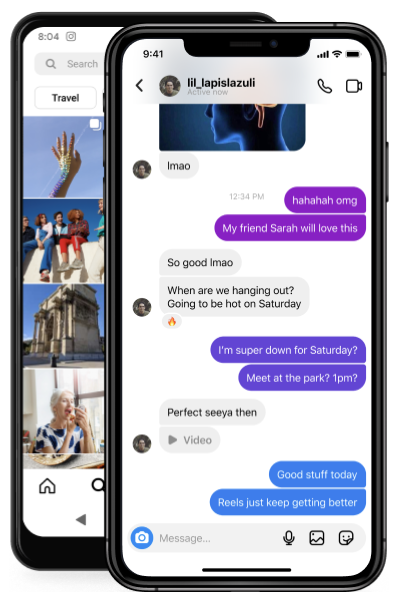 8:04
Search
Travel
9:41
lil_lapislazuli
Active now
lmao
12:34 PM
hahahah omg
My friend Sarah will love this
So good lmao
When are we hanging out?
Going to be hot on Saturday
🔥
I'm super down for Saturday?
Meet at the park? 1pm?
Perfect seeya then
Video
Good stuff today
Reels just keep getting better
Message...